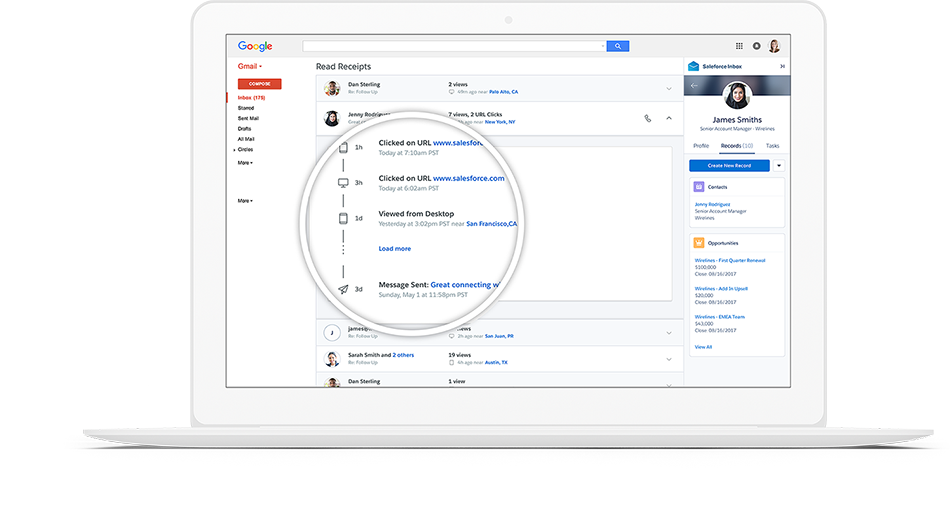 Google
Gmail
COMPOSE
Inbox (175)
Starred
Sent Mail
Drafts
All Mail
Circles
More
More
Read Receipts
Dan Sterling
Re: Follow Up
2 views
near Palo Alto, CA
Jenny Rodriguez
7 views, 2 URL Clicks
ago near New York, NY
1h
Clicked on URL www.salesforc
Today at 7:10am PST
3h
Clicked on URL www.salesforce.com
Today at 6:02am PST
1d
Viewed from Desktop
Yesterday at 3:02pm PST near San Francisco,CA
Load more
3d
Message Sent: Great connecting w
Sunday, May 1 at 11:58pm PST
J
Re: Follow Up
2h ago near San Juan, PR
Sarah Smith and 2 others
Re: Follow Up
19 views
6h ago near Austin, TX
Dan Sterling
1 view
Saleforce Inbox
James Smiths
Senior Account Manager - Wirelines
Profile
Records (10)
Tasks
Create New Record
Contacts
Jenny Rodriguez
Senior Account Manager
Wirelines
Opportunities
Wirelines - First Quarter Renewal
$100,000
Close 08/16/2017
Wirelines - Add In Upsell
$20,000
Close 08/16/2017
Wirelines - EMEA Team
$43,000
Close 08/16/2017
View All